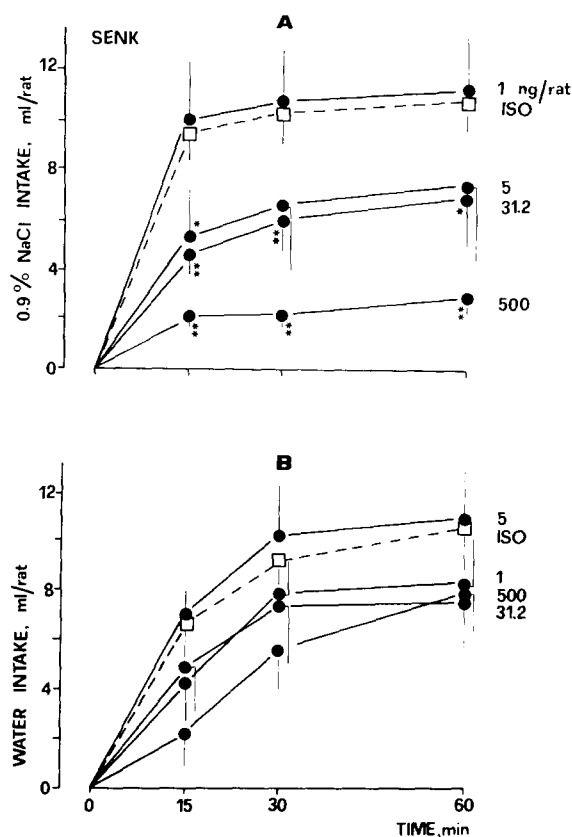 A
SENK
12
8
4
0
0.9% NaCl INTAKE, ml/rat
1 ng/rat
ISO
5
31.2
500
*
**
**
*
**
**
**
B
12
8
4
0
WATER INTAKE, ml/rat
5
ISO
1
500
31.2
0 15 30 60
TIME,min